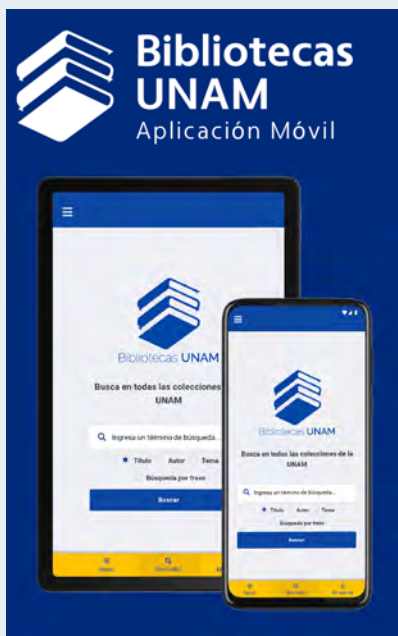 Bibliotecas
UNAM
Aplicación Móvil
Bibliotecas UNAM
Busca en todas las colecciones
UNAM
Ingresa un término de búsqueda...
Título Autor Tema
Búsqueda por frase
Buscar
Bibliotecas UNAM
Busca en todas las colecciones de la
UNAM
Ingresa un término de búsqueda...
Título Autor Tema
Búsqueda por frase
Buscar